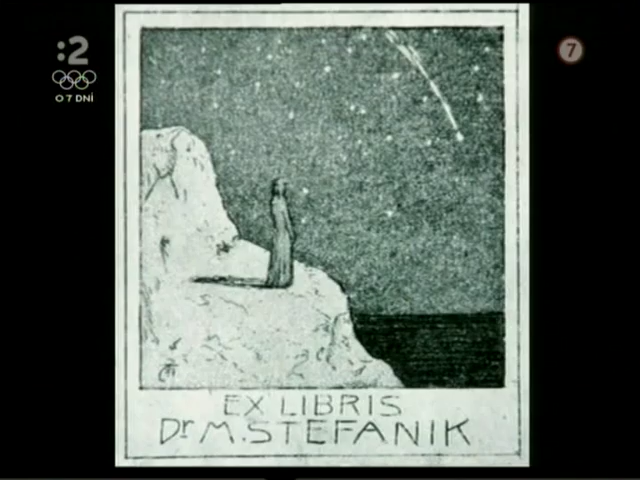 :2
O 7 DNÍ
7
EX LIBRIS
Dr M. STEFANIK